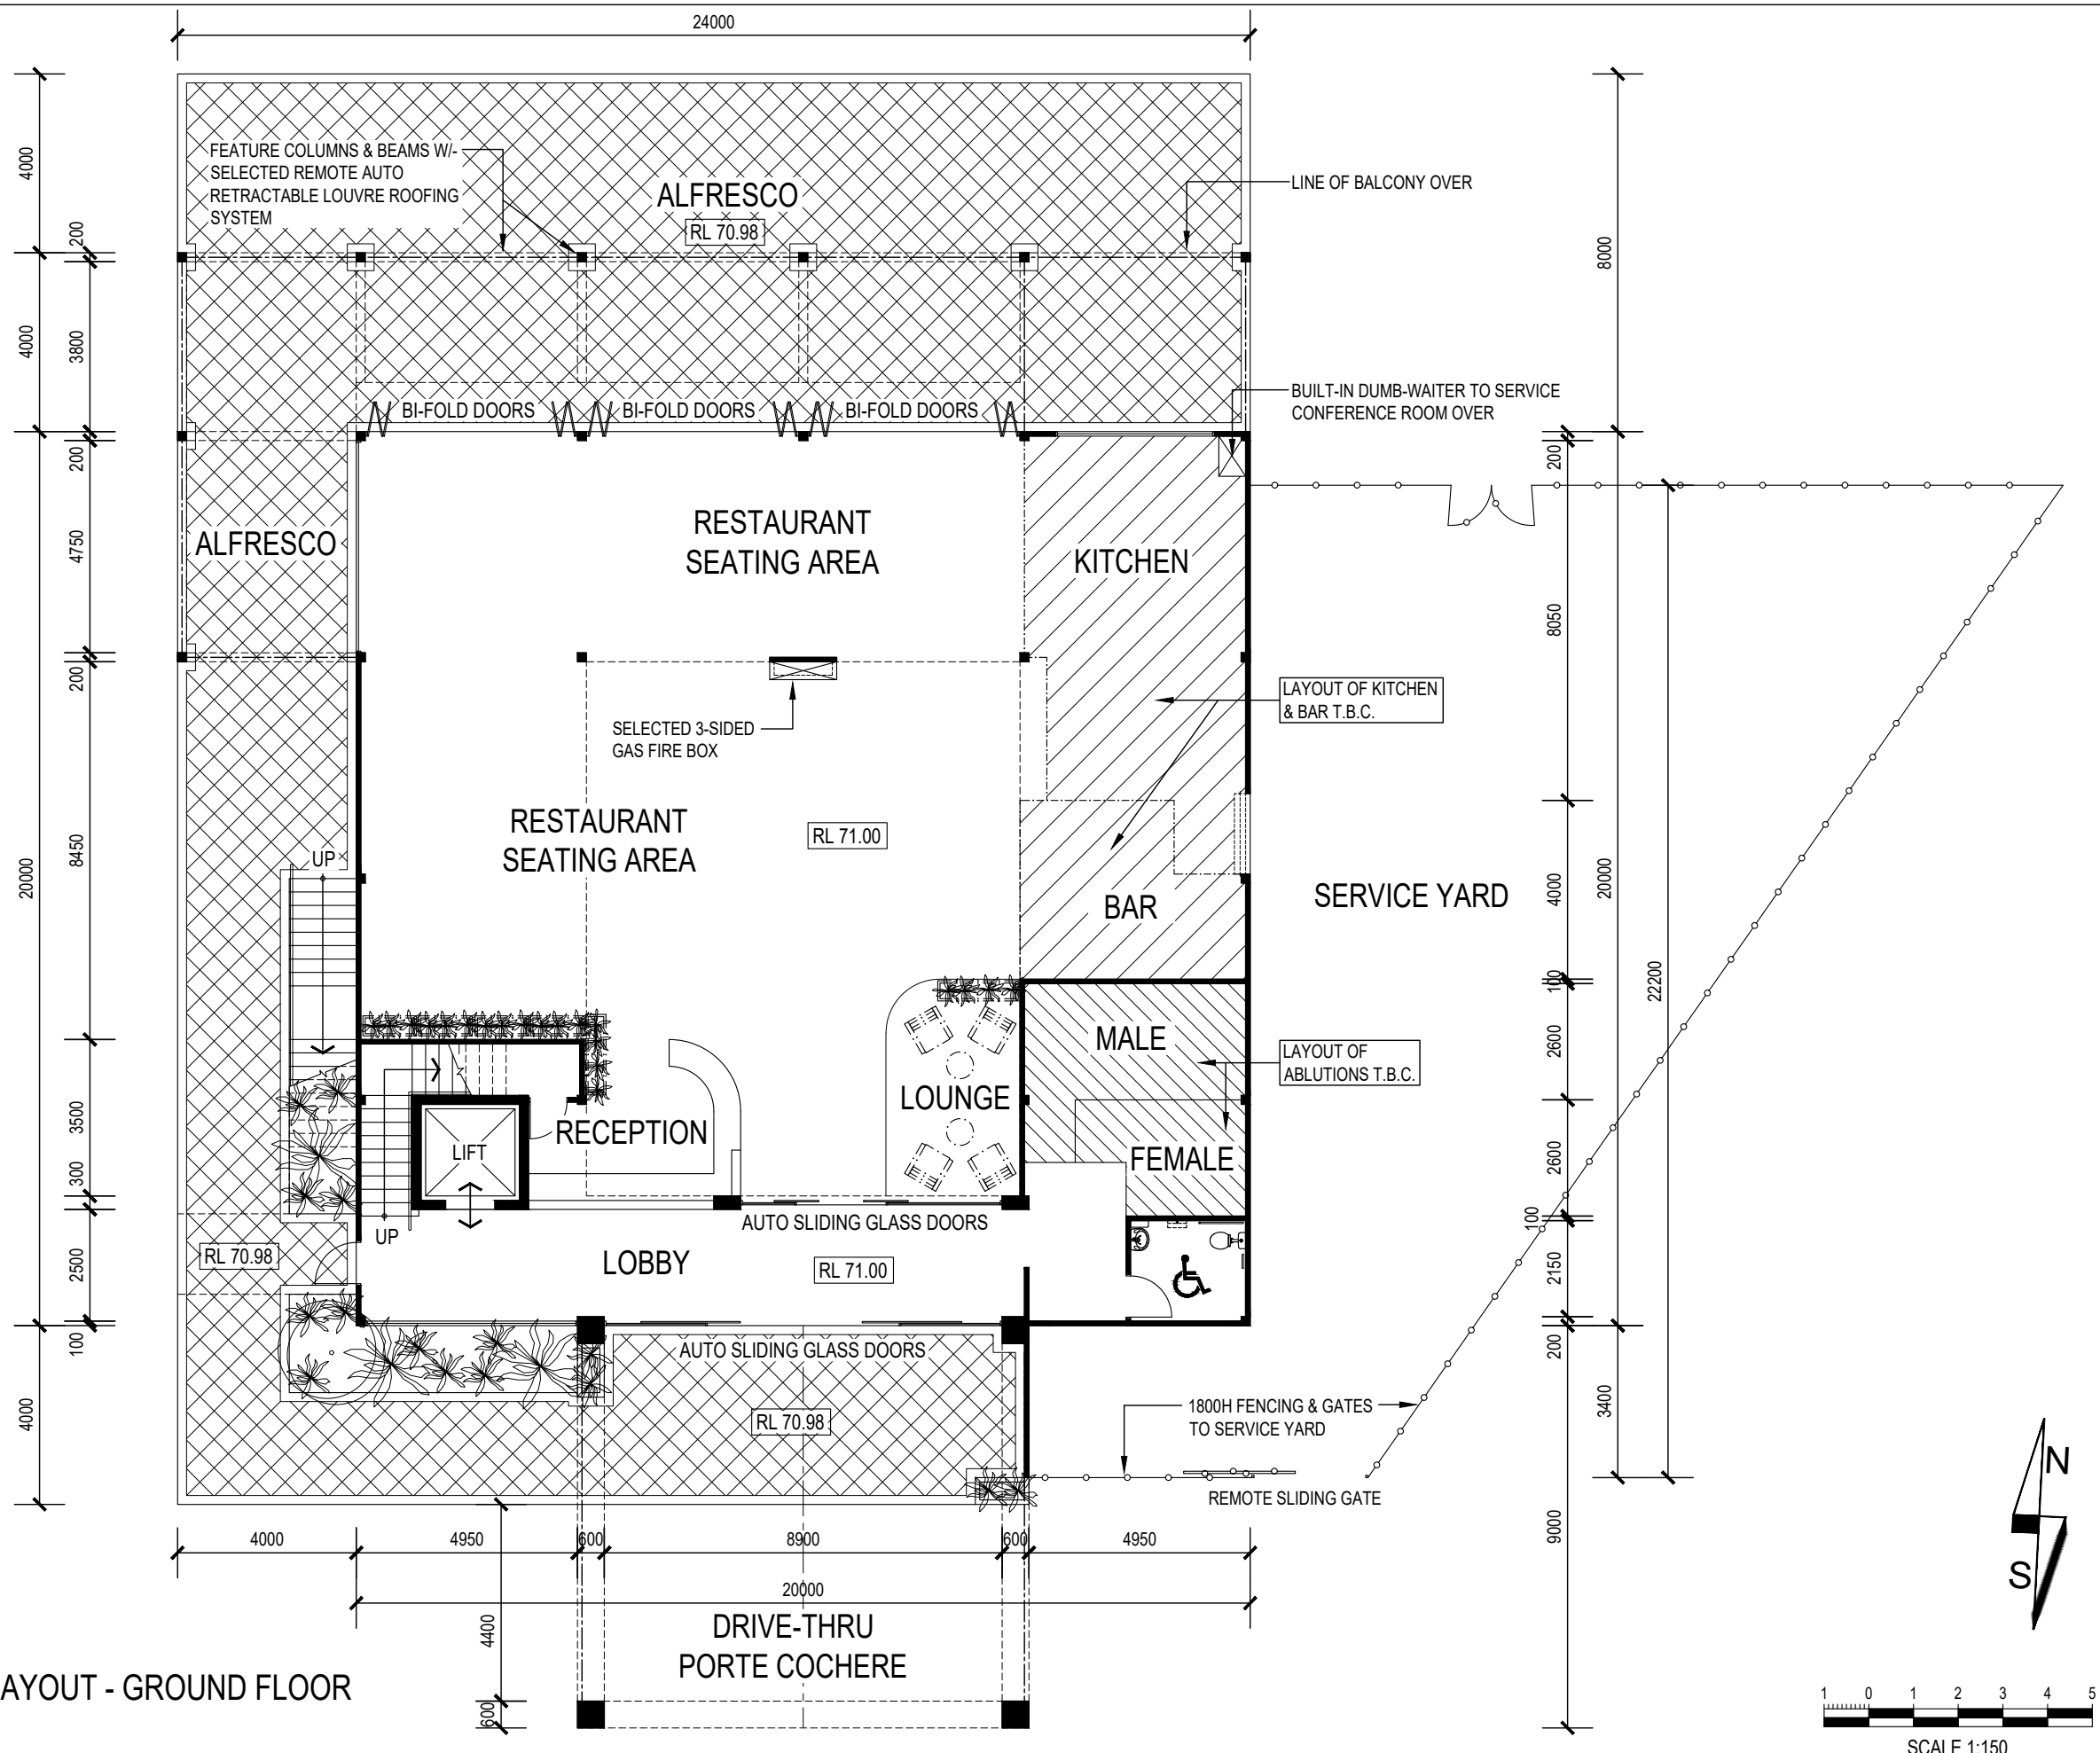 24000
4000
200
4000
3800
200
4750
200
20000
8450
3500
300
2500
100
4000
FEATURE COLUMNS & BEAMS W/-
SELECTED REMOTE AUTO
RETRACTABLE LOUVRE ROOFING
SYSTEM
ALFRESCO
RL 70.98
LINE OF BALCONY OVER
8000
BI-FOLD DOORS
BI-FOLD DOORS
BI-FOLD DOORS
BUILT-IN DUMB-WAITER TO SERVICE
CONFERENCE ROOM OVER
ALFRESCO
RESTAURANT
SEATING AREA
KITCHEN
200
8050
LAYOUT OF KITCHEN
& BAR T.B.C.
SELECTED 3-SIDED
GAS FIRE BOX
RESTAURANT
SEATING AREA
RL 71.00
UP
BAR
SERVICE YARD
4000
20000
22200
100
2600
MALE
LAYOUT OF
ABLUTIONS T.B.C.
LOUNGE
RECEPTION
LIFT
FEMALE
2600
100
2150
200
3400
9000
UP
AUTO SLIDING GLASS DOORS
RL 70.98
LOBBY
RL 71.00
AUTO SLIDING GLASS DOORS
RL 70.98
1800H FENCING & GATES
TO SERVICE YARD
REMOTE SLIDING GATE
N
S
4000
4950
600
8900
600
4950
20000
4400
600
DRIVE-THRU
PORTE COCHERE
AYOUT - GROUND FLOOR
1 0 1 2 3 4 5
SCALE 1:150